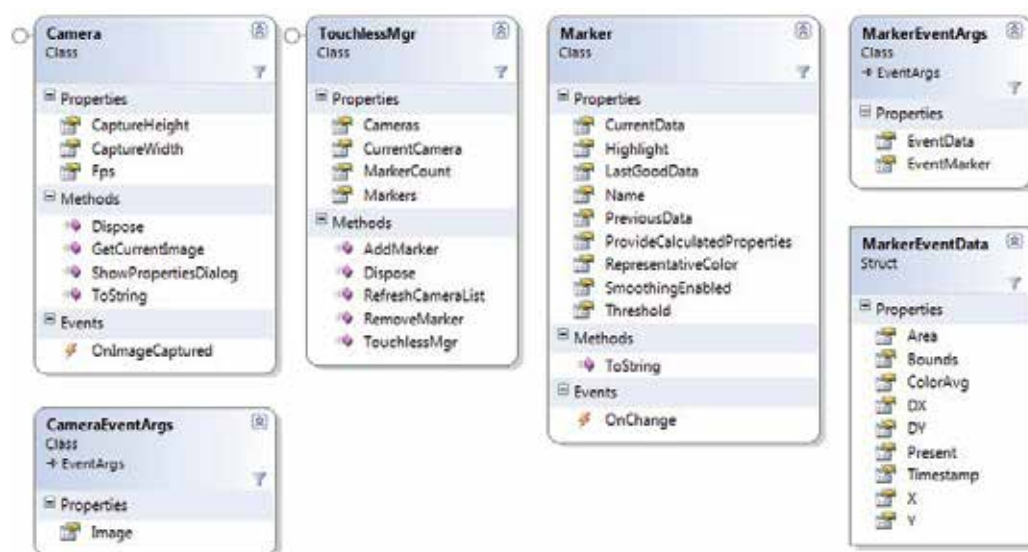 Camera
Class
Properties
CaptureHeight
CaptureWidth
Fps
Methods
Dispose
GetCurrentImage
ShowPropertiesDialog
ToString
Events
OnImageCaptured
CameraEventArgs
Class
EventArgs
Properties
Image
TouchlessMgr
Class
Properties
Cameras
CurrentCamera
MarkerCount
Markers
Methods
AddMarker
Dispose
RefreshCameraList
RemoveMarker
TouchlessMgr
Marker
Class
Properties
CurrentData
Highlight
LastGoodData
Name
PreviousData
ProvideCalculatedProperties
RepresentativeColor
SmoothingEnabled
Threshold
Methods
ToString
Events
OnChange
MarkerEventArgs
Class
EventArgs
Properties
EventData
EventMarker
MarkerEventData
Struct
Properties
Area
Bounds
ColorAvg
DX
DY
Present
Timestamp
X
Y